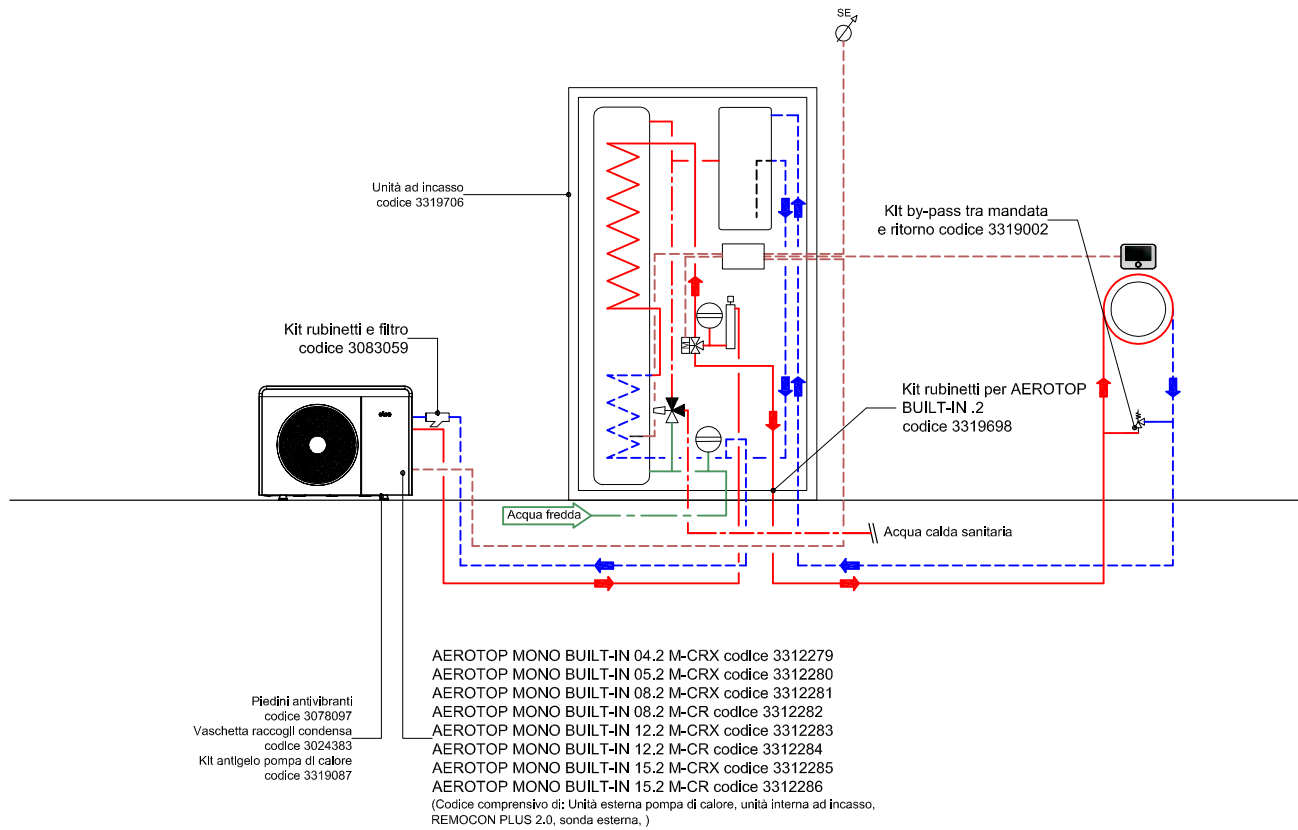 SE
Unità ad incasso
codice 3319706
Kit by-pass tra mandata
e ritorno codice 3319002
Kit rubinetti e filtro
codice 3083059
elco
Kit rubinetti per AEROTOP
BUILT-IN .2
codice 3319698
Acqua fredda
Acqua calda sanitaria
AEROTOP MONO BUILT-IN 04.2 M-CRX codice 3312279
AEROTOP MONO BUILT-IN 05.2 M-CRX codice 3312280
AEROTOP MONO BUILT-IN 08.2 M-CRX codice 3312281
AEROTOP MONO BUILT-IN 08.2 M-CR codice 3312282
AEROTOP MONO BUILT-IN 12.2 M-CRX codice 3312283
AEROTOP MONO BUILT-IN 12.2 M-CR codice 3312284
AEROTOP MONO BUILT-IN 15.2 M-CRX codice 3312285
AEROTOP MONO BUILT-IN 15.2 M-CR codice 3312286
(Codice comprensivo di: Unità esterna pompa di calore, unità interna ad incasso,
REMOCON PLUS 2.0, sonda esterna, )
Piedini antivibranti
codice 3078097
Vaschetta raccogli condensa
codice 3024383
Kit antigelo pompa di calore
codice 3319087